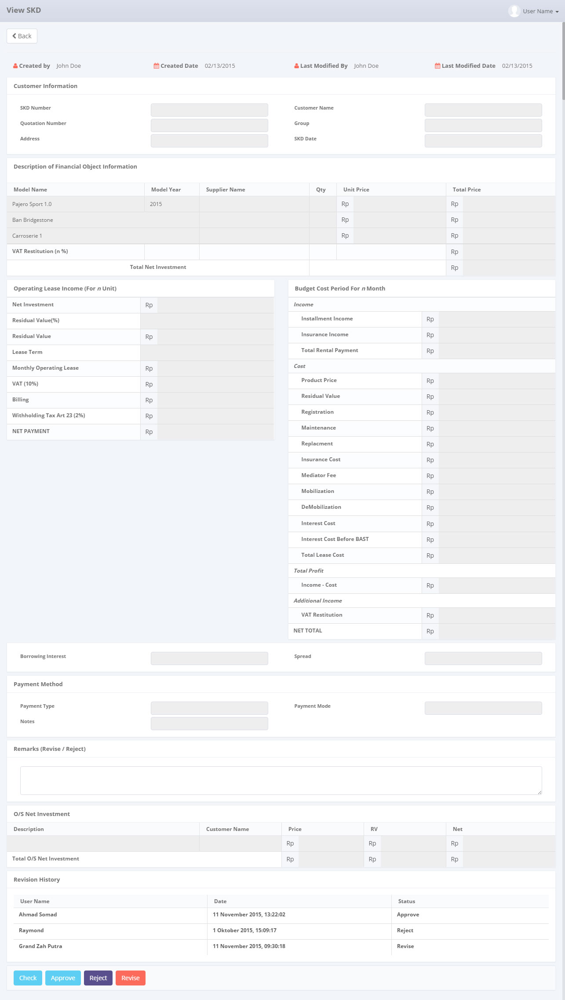 View SKD
User Name
Back
Created by John Doe Created Date 02/13/2015 Last Modified By John Doe Last Modified Date 02/13/2015
Customer Information
SKD Number Customer Name
Quotation Number Group
Address SKD Date
Description of Financial Object Information
Model Name Model Year Supplier Name Qty Unit Price Total Price
Pajero Sport 1.0 2015 Rp Rp
Ban Bridgestone Rp Rp
Carroserie 1 Rp Rp
VAT Restitution (n %) Rp
Total Net Investment Rp
Operating Lease Income (For n Unit)
Net Investment Rp
Residual Value(%)
Residual Value Rp
Lease Term
Monthly Operating Lease Rp
VAT (10%) Rp
Billing Rp
Withholding Tax Art 23 (2%) Rp
NET PAYMENT Rp
Budget Cost Period For n Month
Income
Installment Income Rp
Insurance Income Rp
Total Rental Payment Rp
Cost
Product Price Rp
Residual Value Rp
Registration Rp
Maintenance Rp
Replacment Rp
Insurance Cost Rp
Mediator Fee Rp
Mobilization Rp
DeMobilization Rp
Interest Cost Rp
Interest Cost Before BAST Rp
Total Lease Cost Rp
Total Profit
Income - Cost Rp
Additional Income
VAT Restitution Rp
NET TOTAL Rp
Borrowing Interest Spread
Payment Method
Payment Type Payment Mode
Notes
Remarks (Revise / Reject)
O/S Net Investment
Description Customer Name Price RV Net
Rp Rp Rp
Total O/S Net Investment Rp Rp Rp
Revision History
User Name Date Status
Ahmad Somad 11 November 2015, 13:22:02 Approve
Raymond 1 Oktober 2015, 15:09:17 Reject
Grand Zah Putra 11 November 2015, 09:30:18 Revise
Check Approve Reject Revise